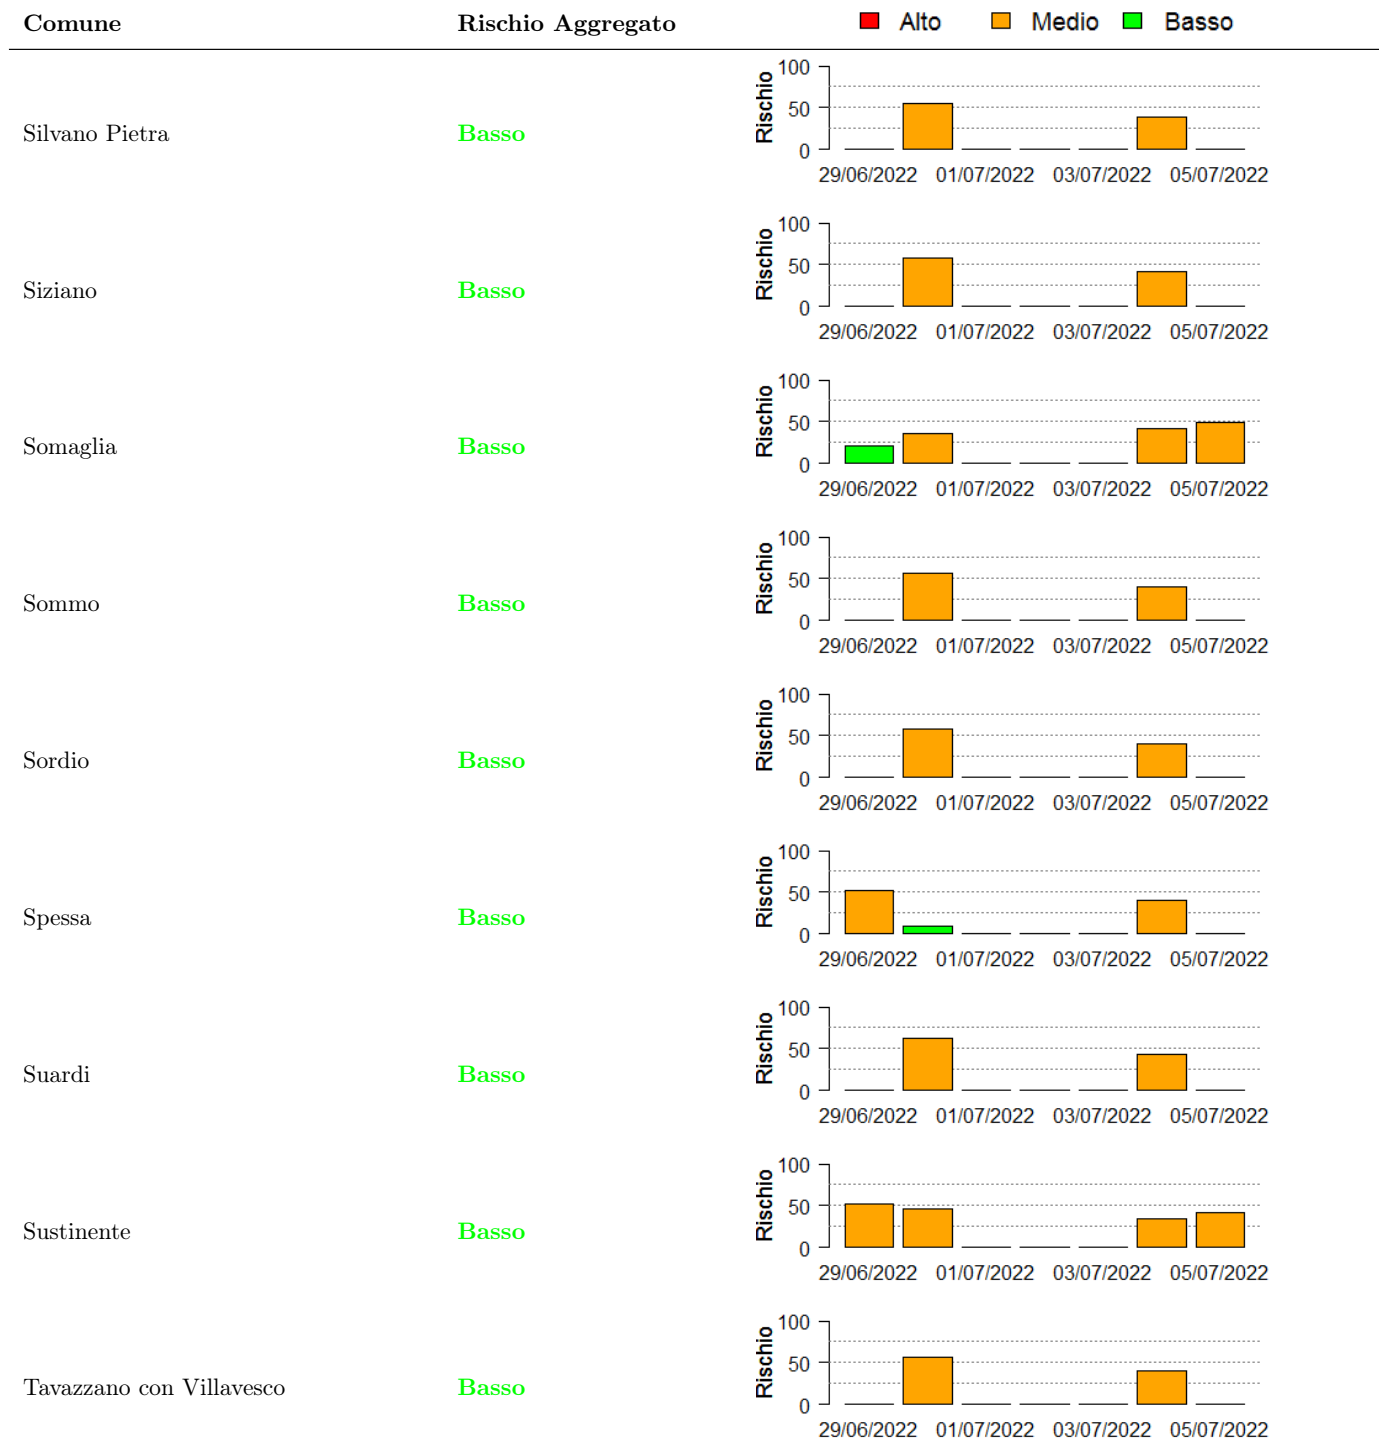 Comune Rischio Aggregato Alto Medio Basso
100
50
0
Rischio
Silvano Pietra Basso
29/06/2022 01/07/2022 03/07/2022 05/07/2022
100
50
0
Rischio
Siziano Basso
29/06/2022 01/07/2022 03/07/2022 05/07/2022
100
50
0
Rischio
Somaglia Basso
29/06/2022 01/07/2022 03/07/2022 05/07/2022
100
50
0
Rischio
Sommo Basso
29/06/2022 01/07/2022 03/07/2022 05/07/2022
100
50
0
Rischio
Sordio Basso
29/06/2022 01/07/2022 03/07/2022 05/07/2022
100
50
0
Rischio
Spessa Basso
29/06/2022 01/07/2022 03/07/2022 05/07/2022
100
50
0
Rischio
Suardi Basso
29/06/2022 01/07/2022 03/07/2022 05/07/2022
100
50
0
Rischio
Sustinente Basso
29/06/2022 01/07/2022 03/07/2022 05/07/2022
100
50
0
Rischio
Tavazzano con Villavesco Basso
29/06/2022 01/07/2022 03/07/2022 05/07/2022